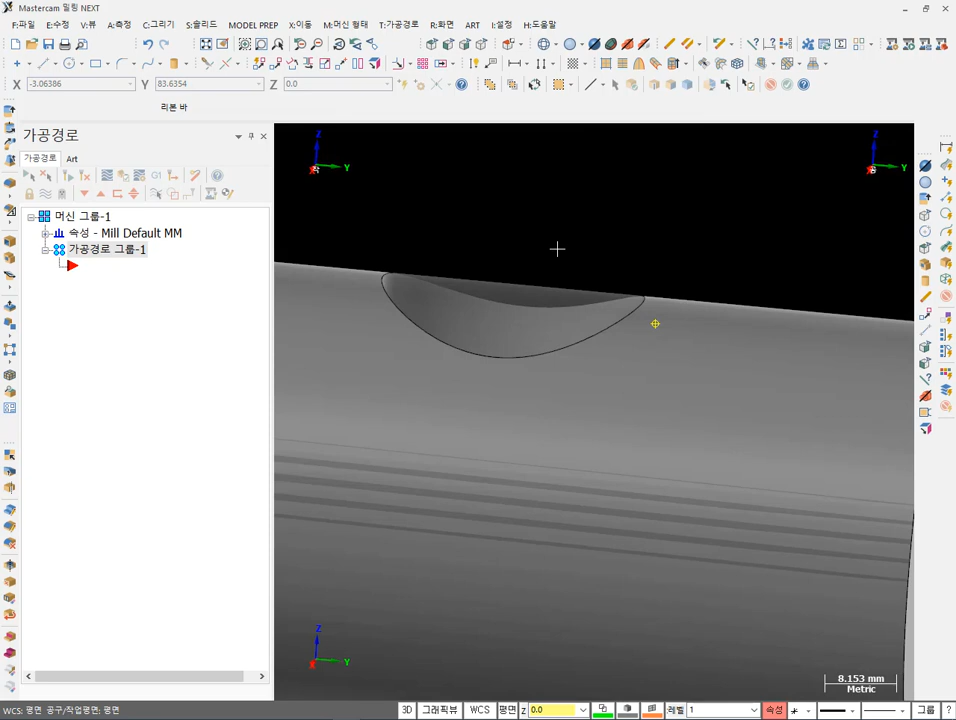 Mastercam 밀링 NEXT
F:파일 E:수정 V:뷰 A:측정 C:그리기 S:솔리드 MODEL PREP X:이동 M:머신 형태 T:가공경로 R:화면 ART I:설정 H:도움말
G1
X -3.06386 Y 83.6354 Z 0.0
리본 바
가공경로
가공경로 Art
머신 그룹-1
속성 - Mill Default MM
가공경로 그룹-1
Z
Y
X
Z
Y
Z
Y
X
8.153 mm
Metric
WCS: 평면 공구/작업평면: 평면 3D 그래픽뷰 WCS 평면 Z 0.0 레벨 1 속성 그룹 ?